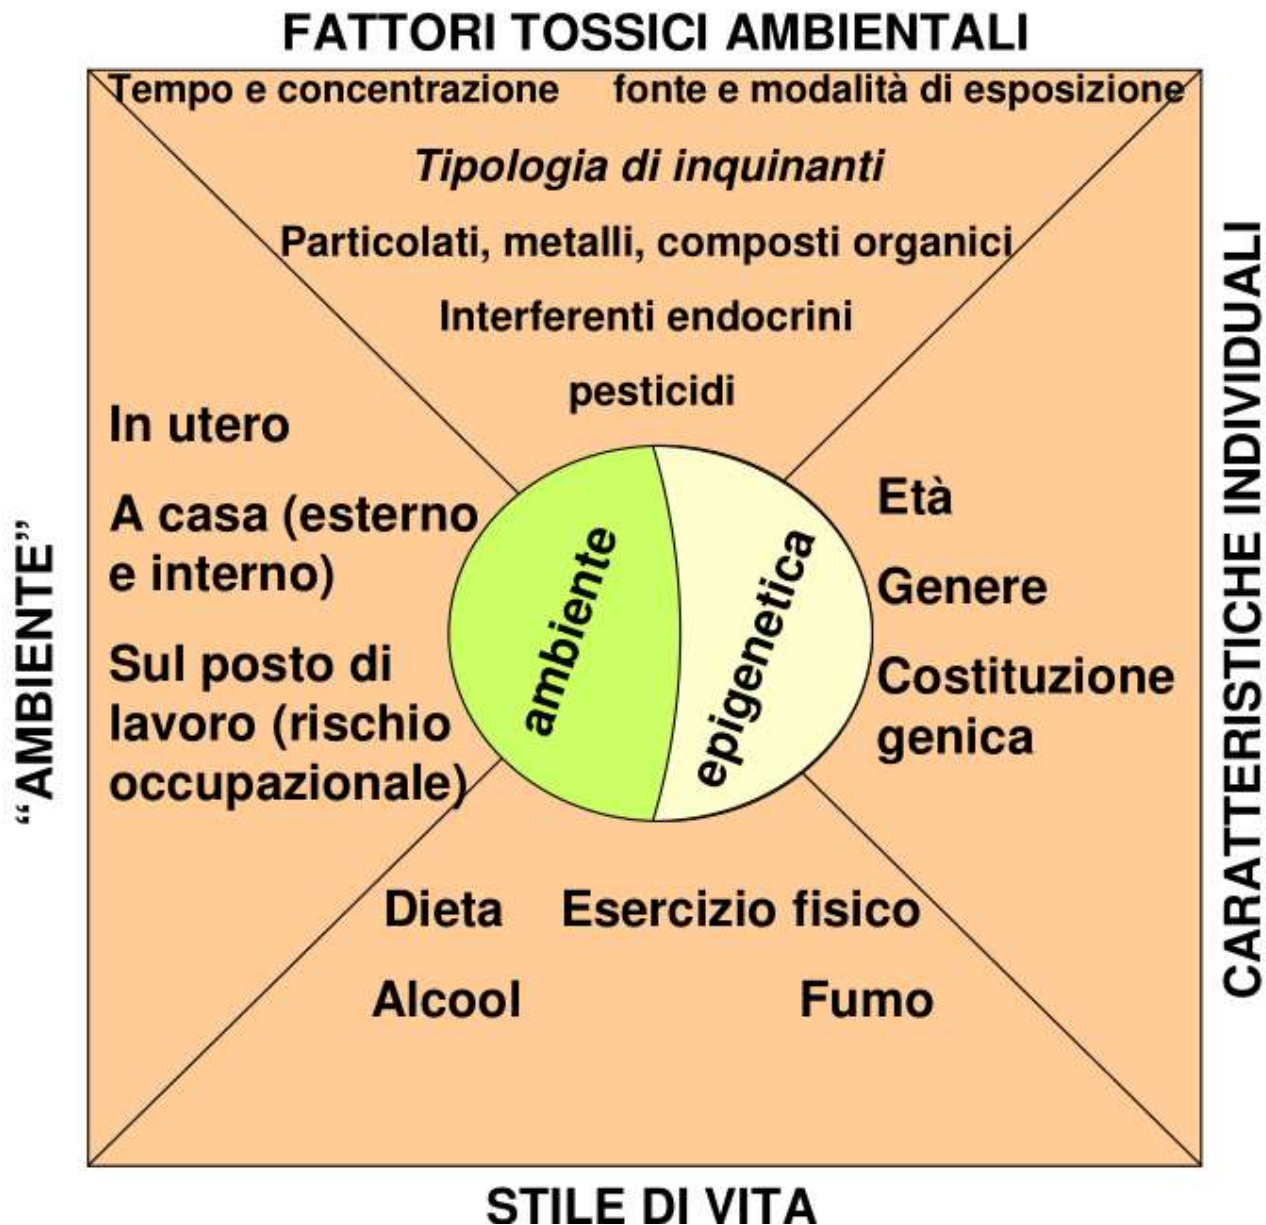 FATTORI TOSSICI AMBIENTALI
Tempo e concentrazione fonte e modalità di esposizione
Tipologia di inquinanti
Particolati, metalli, composti organici
Interferenti endocrini
pesticidi
“AMBIENTE”
In utero
A casa (esterno
e interno)
Sul posto di
lavoro (rischio
occupazionale)
ambiente
epigenetica
Età
Genere
Costituzione
genica
CARATTERISTICHE INDIVIDUALI
Dieta Esercizio fisico
Alcool Fumo
STILE DI VITA